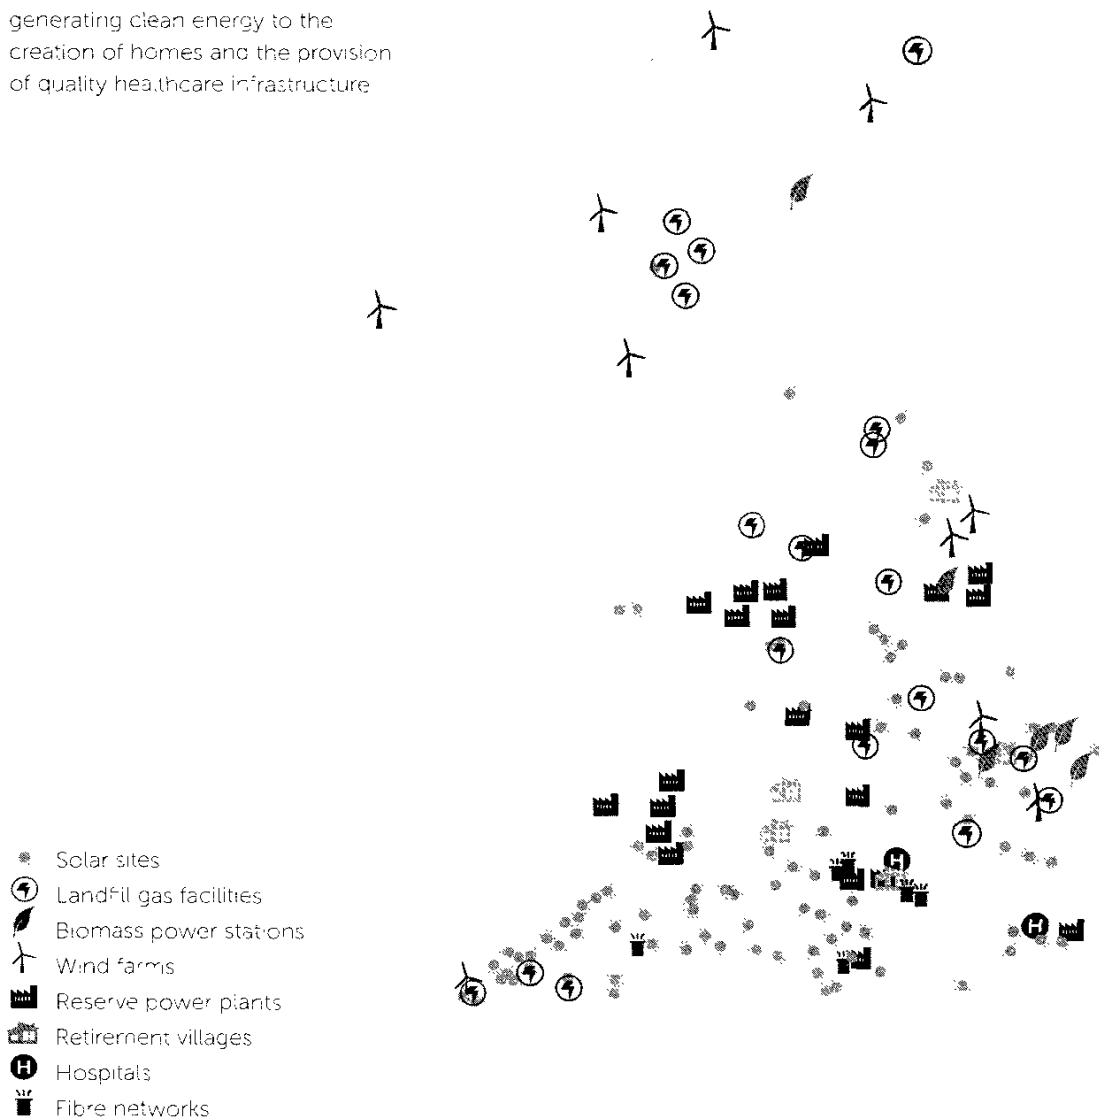 generating clean energy to the
creation of homes and the provision
of quality healthcare infrastructure
Solar sites
Landfill gas facilities
Biomass power stations
Wind farms
Reserve power plants
Retirement villages
Hospitals
Fibre networks